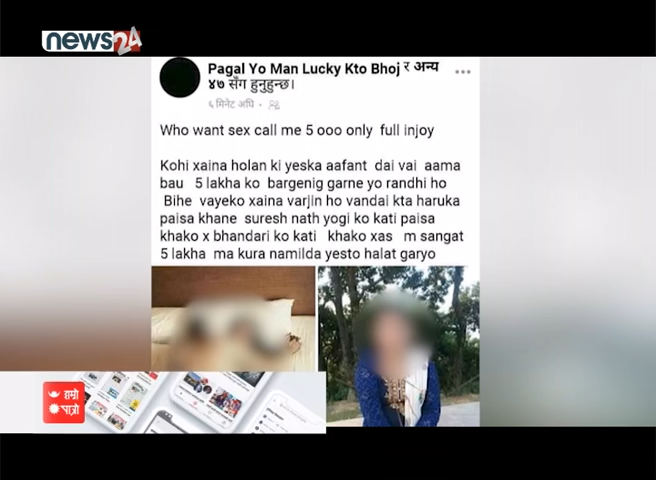 news24
Pagal Yo Man Lucky Kto Bhoj र अन्य
४७ सँग हुनुहुन्छ।
६ मिनेट अघि
Who want sex call me 5 ooo only full injoy
Kohi xaina holan ki yeska aafant dai vai aama
bau 5 lakha ko bargenig garne yo randhi ho
Bihe vayeko xaina varjin ho vandai kta haruka
paisa khane suresh nath yogi ko kati paisa
khako x bhandari ko kati khako xas m sangat
5 lakha ma kura namilda yesto halat garyo
हाम्रो
पात्रो